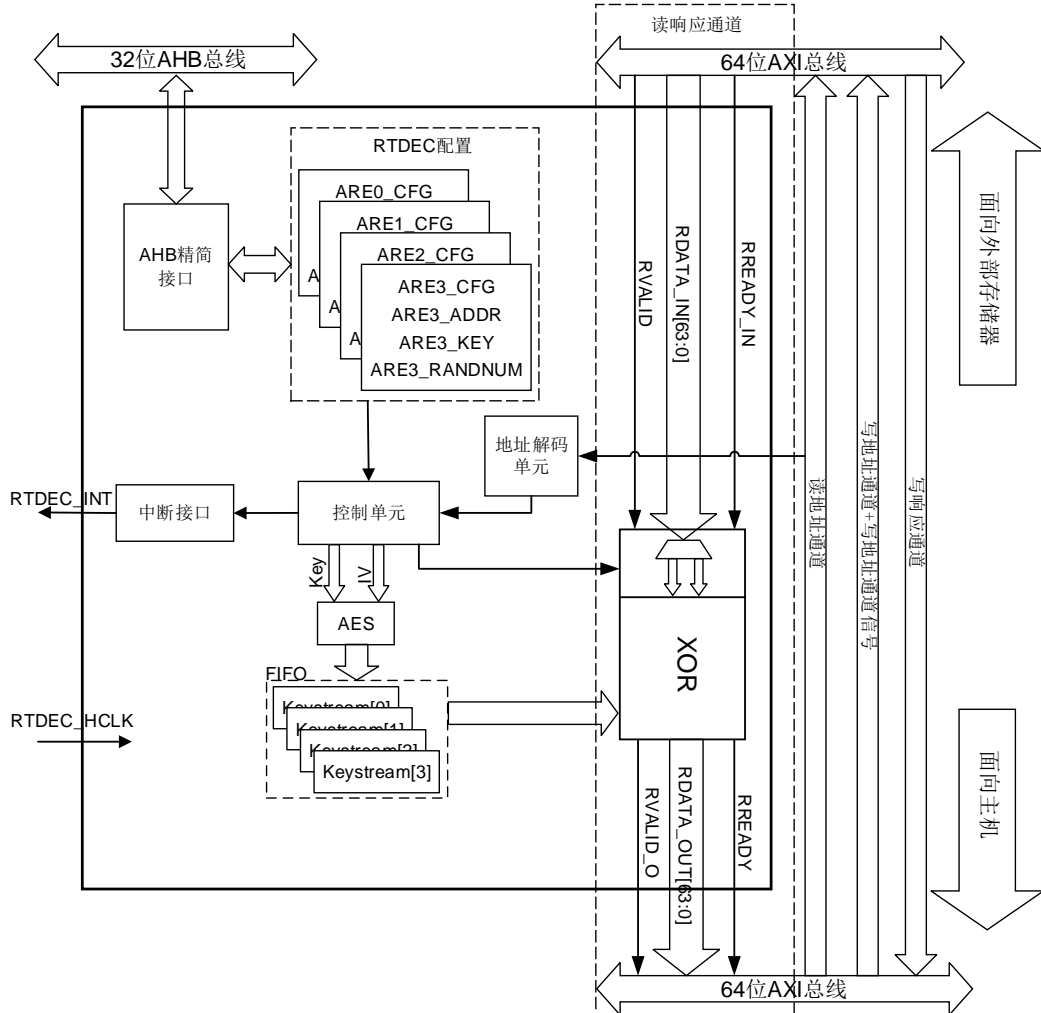 读响应通道
32位AHB总线
64位AXI总线
RTDEC配置
ARE0_CFG
ARE1_CFG
ARE2_CFG
ARE3_CFG
ARE3_ADDR
ARE3_KEY
ARE3_RANDNUM
A
A
A
AHB精简
接口
RVALID
RDATA_IN[63:0]
RREADY_IN
面向外部存储器
地址解码
单元
RTDEC_INT
中断接口
控制单元
读地址通道
写地址通道+写地址通道信号
写响应通道
Key
IV
AES
XOR
FIFO
Keystream[0]
Keystream[1]
Keystream[2]
Keystream[3]
RTDEC_HCLK
RVALID_O
RDATA_OUT[63:0]
RREADY
面向主机
64位AXI总线